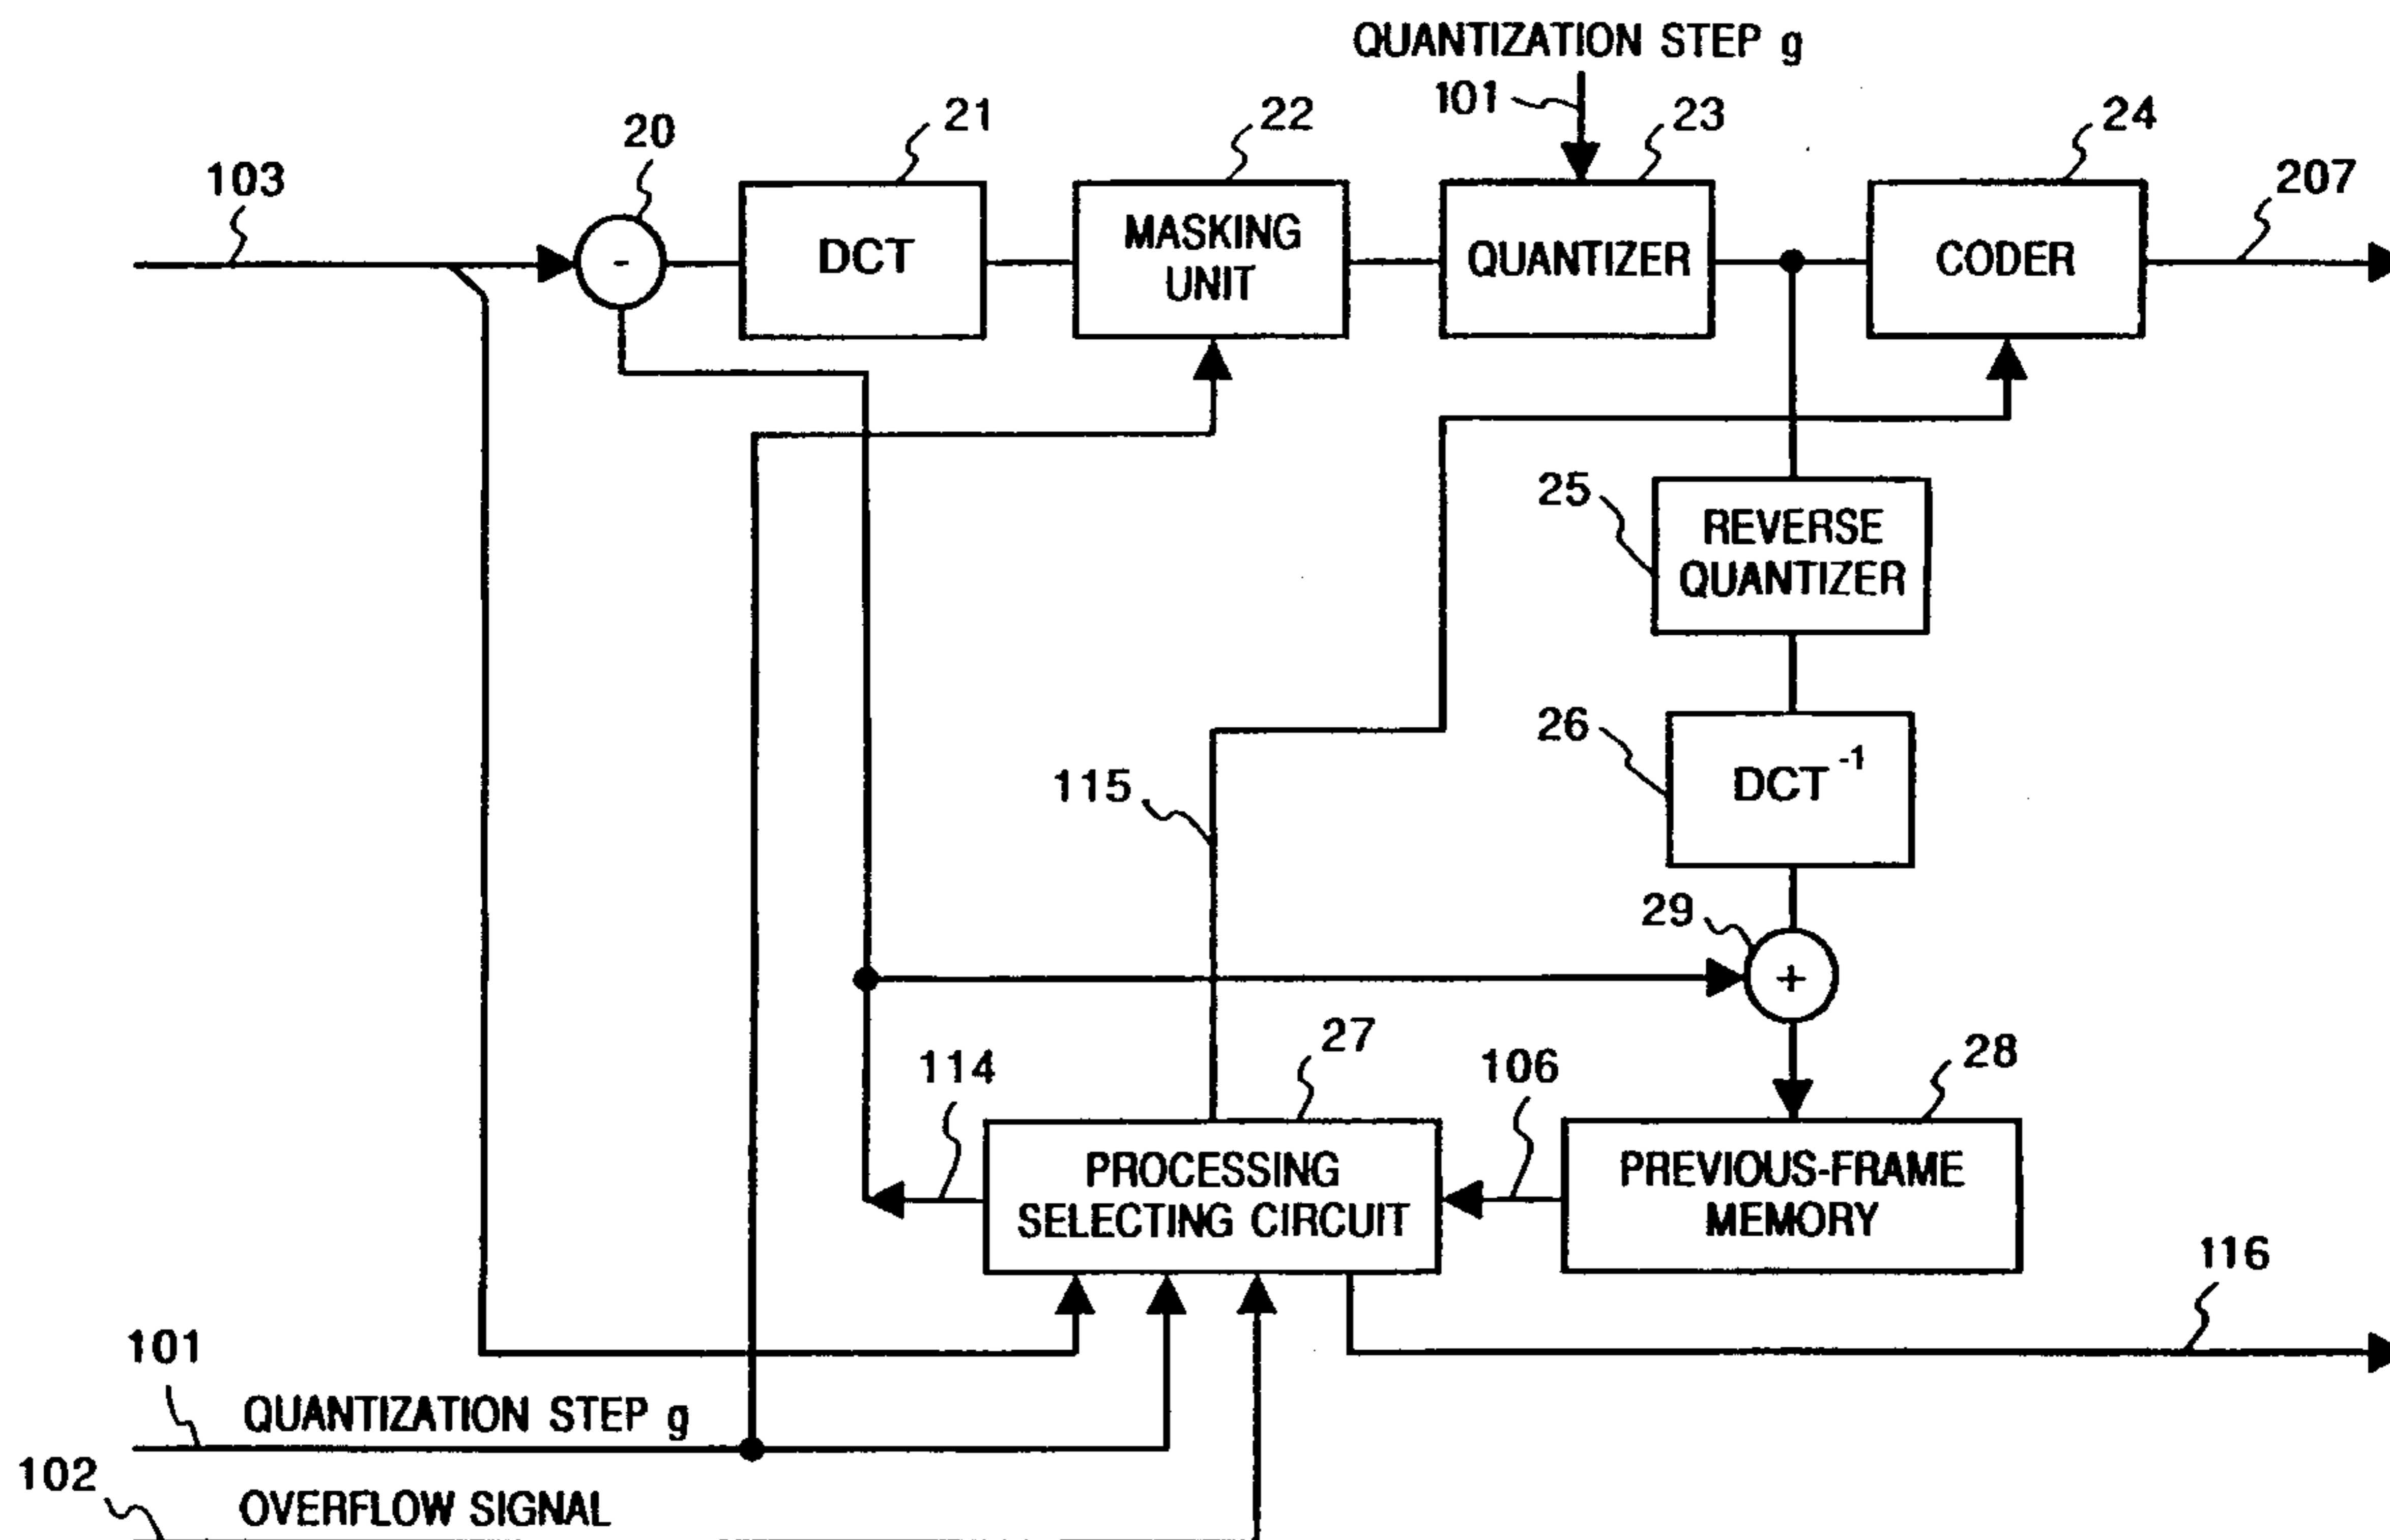 QUANTIZATION STEP g
101
20
21
22
23
24
103
207
-
DCT
MASKING
UNIT
QUANTIZER
CODER
25
REVERSE
QUANTIZER
26
DCT -1
115
29
+
27
114
106
28
PROCESSING
SELECTING CIRCUIT
PREVIOUS-FRAME
MEMORY
116
101
QUANTIZATION STEP g
102
OVERFLOW SIGNAL